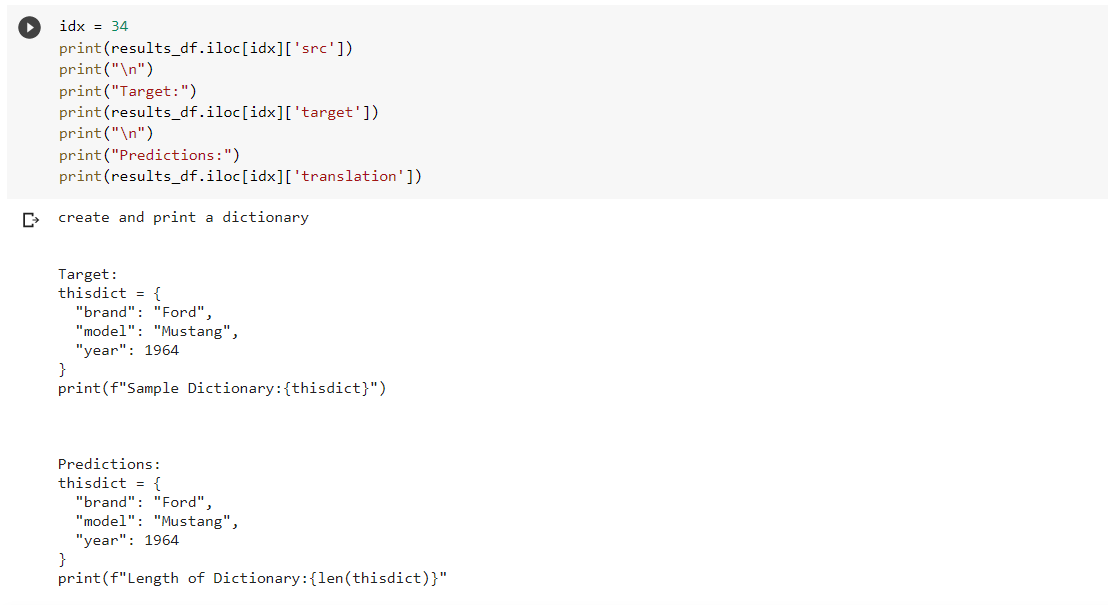 idx = 34
print(results_df.iloc[idx]['src'])
print("\n")
print("Target:")
print(results_df.iloc[idx]['target'])
print("\n")
print("Predictions:")
print(results_df.iloc[idx]['translation'])
create and print a dictionary
Target:
thisdict = {
  "brand": "Ford",
  "model": "Mustang",
  "year": 1964
}
print(f"Sample Dictionary:{thisdict}")
Predictions:
thisdict = {
  "brand": "Ford",
  "model": "Mustang",
  "year": 1964
}
print(f"Length of Dictionary:{len(thisdict)}"